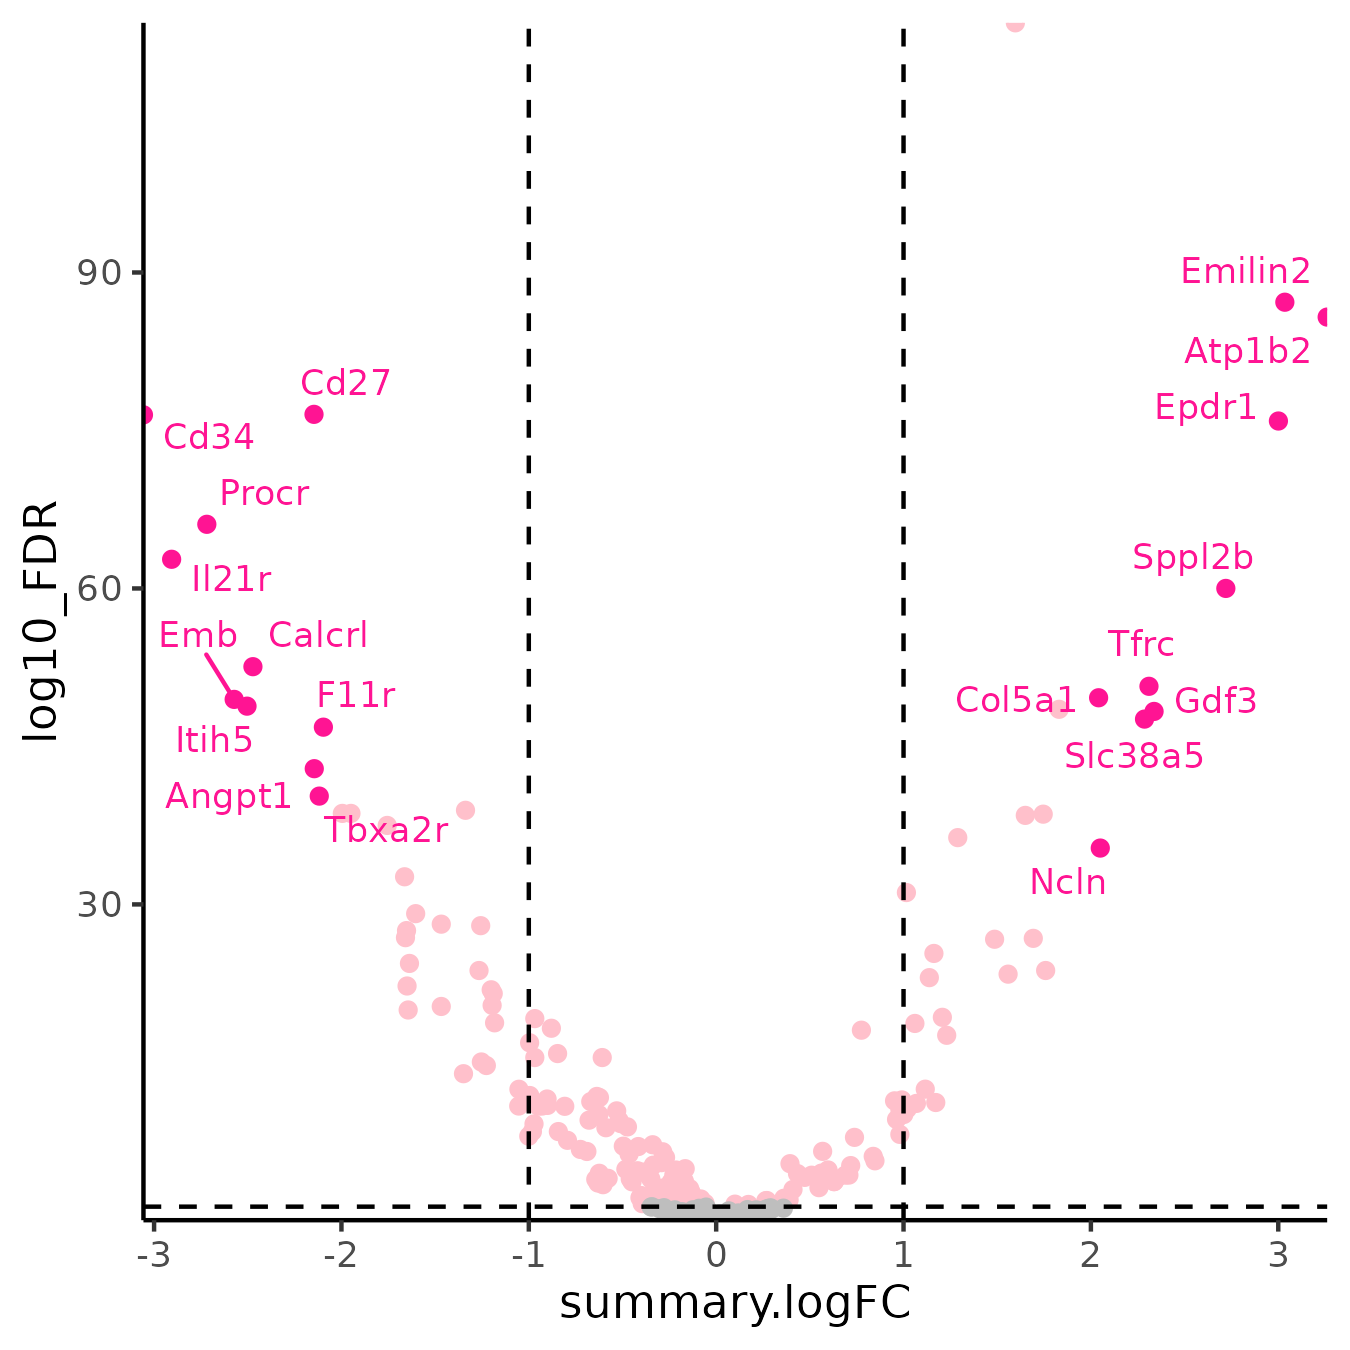 90
Emilin2
Atp1b2
Cd27
Epdr1
Cd34
Procr
Sppl2b
Il21r
60
Emb
Calcrl
Tfrc
F11r
Col5a1
Gdf3
Itih5
Slc38a5
Angpt1
Tbxa2r
Ncln
30
log10_FDR
-3
-2
-1
0
1
2
3
summary.logFC